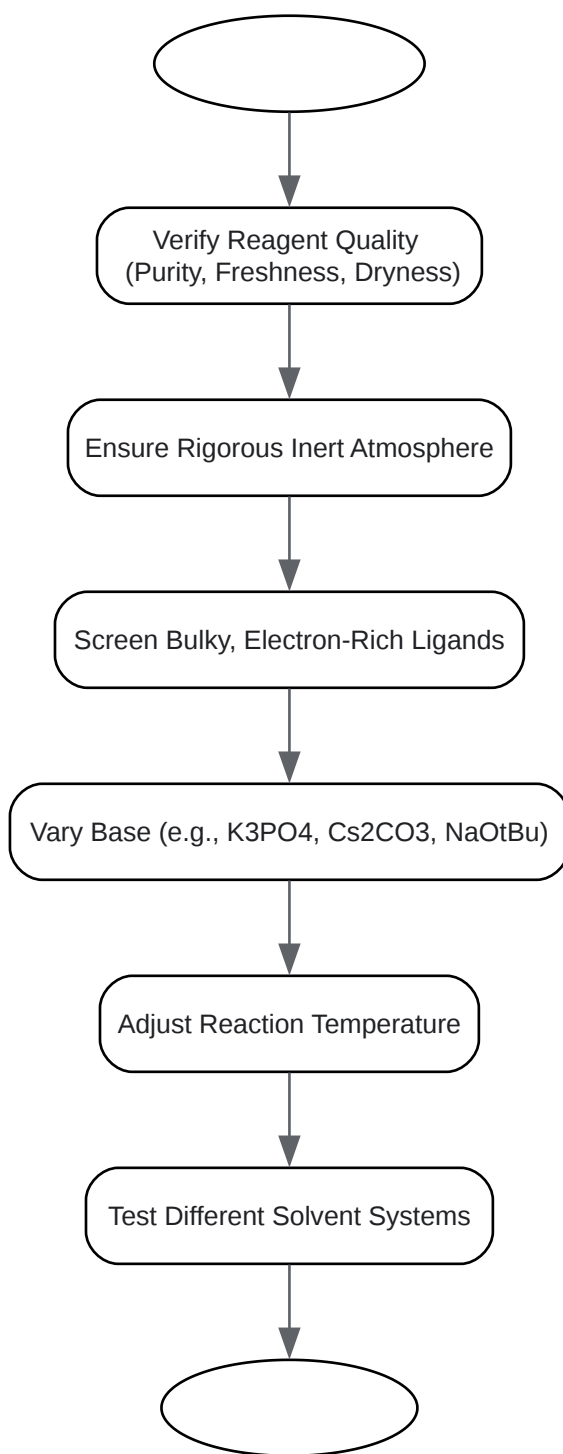 Verify Reagent Quality
(Purity, Freshness, Dryness)
Ensure Rigorous Inert Atmosphere
Screen Bulky, Electron-Rich Ligands
Vary Base (e.g., K3PO4, Cs2CO3, NaOtBu)
Adjust Reaction Temperature
Test Different Solvent Systems